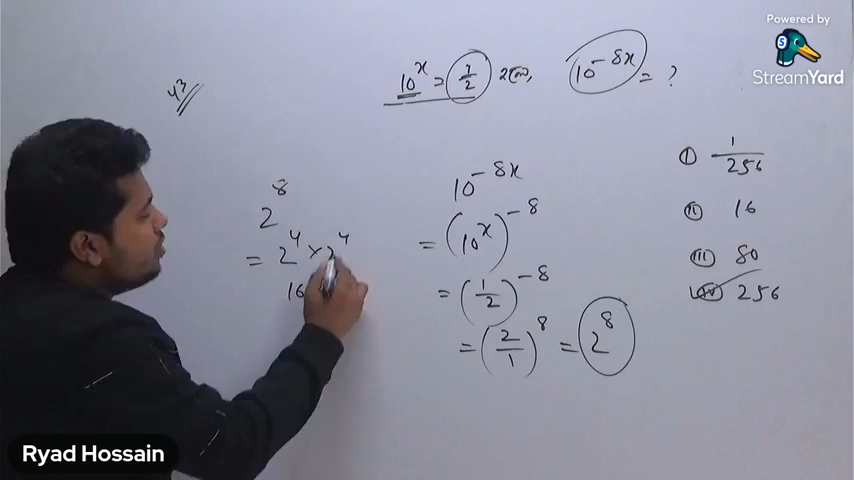 Powered by
StreamYard
43
10^x = 1/2 হলে, 10^-8x = ?
2^8
= 2^4 × 2^4
16
10^-8x
= (10^x)^-8
= (1/2)^-8
= (2/1)^8 = 2^8
(i) 1/256
(ii) 16
(iii) 80
(iv) 256
Ryad Hossain